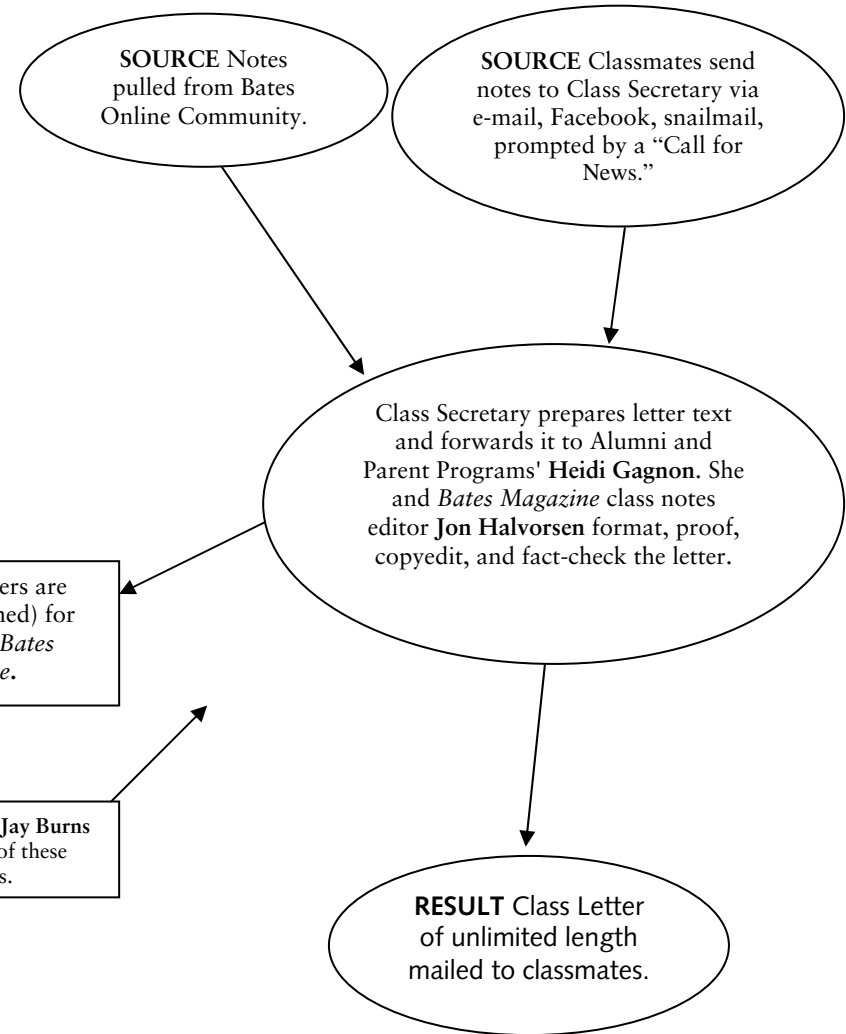 SOURCE Notes
pulled from Bates
Online Community.
SOURCE Classmates send
notes to Class Secretary via
e-mail, Facebook, snailmail,
prompted by a “Call for
News.”
Class Secretary prepares letter text
and forwards it to Alumni and
Parent Programs' Heidi Gagnon. She
and Bates Magazine class notes
editor Jon Halvorsen format, proof,
copyedit, and fact-check the letter.
ers are
ned) for
Bates
e.
Jay Burns
of these
s.
RESULT Class Letter
of unlimited length
mailed to classmates.